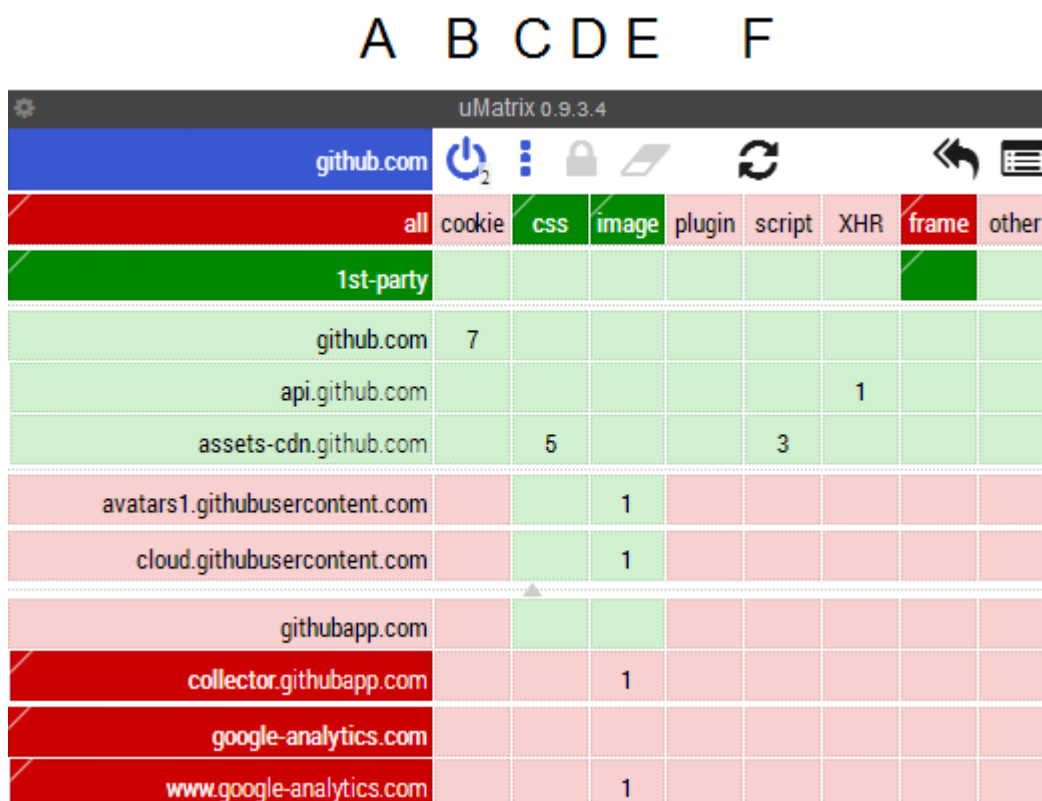 A B C D E F
uMatrix 0.9.3.4
github.com 2
all cookie css image plugin script XHR frame other
1st-party
github.com 7
api.github.com 1
assets-cdn.github.com 5 3
avatars1.githubusercontent.com 1
cloud.githubusercontent.com 1
githubapp.com
collector.githubapp.com 1
google-analytics.com
www.google-analytics.com 1